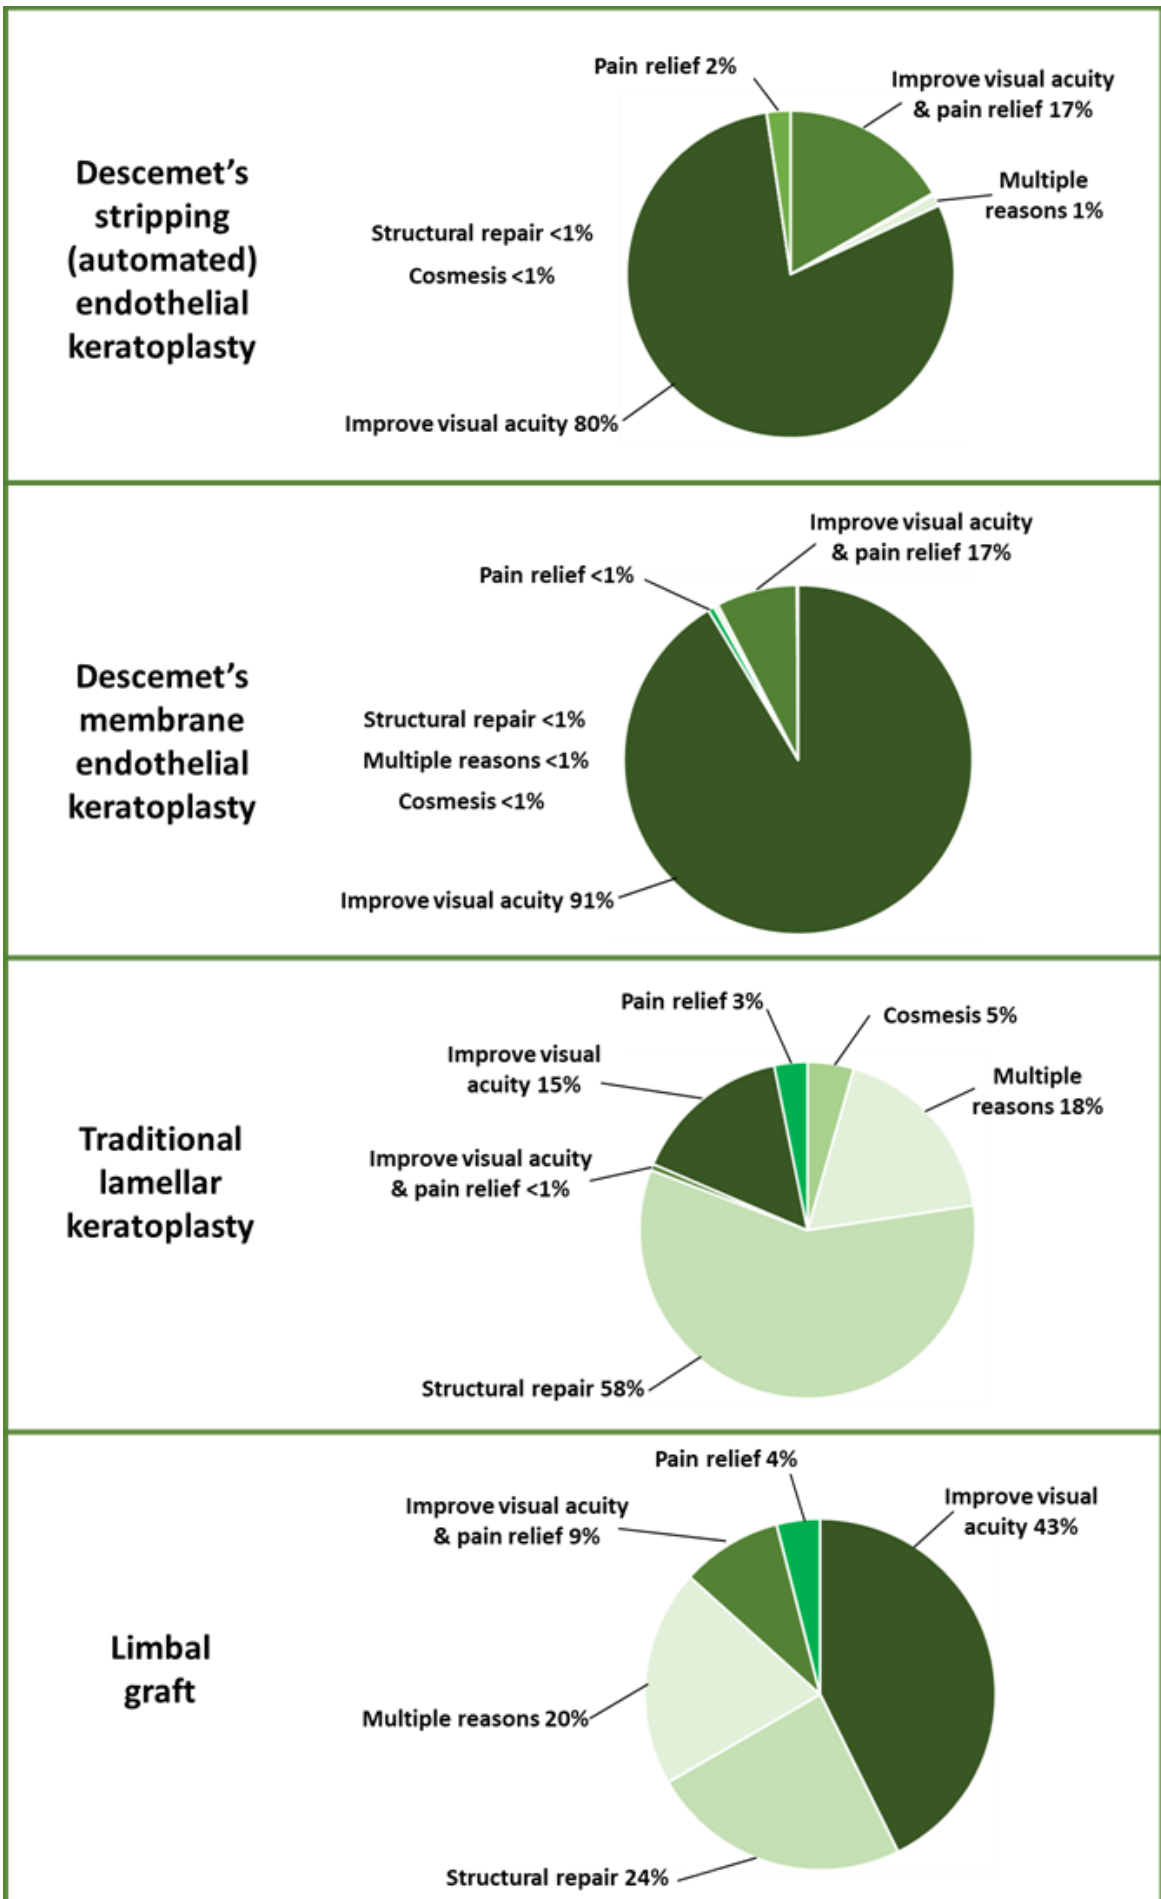 Descemet's
stripping
(automated)
endothelial
keratoplasty
Pain relief 2%
Improve visual acuity
& pain relief 17%
Multiple
reasons 1%
Structural repair <1%
Cosmesis <1%
Improve visual acuity 80%
Descemet's
membrane
endothelial
keratoplasty
Improve visual acuity
& pain relief 17%
Pain relief <1%
Structural repair <1%
Multiple reasons <1%
Cosmesis <1%
Improve visual acuity 91%
Traditional
lamellar
keratoplasty
Pain relief 3%
Cosmesis 5%
Improve visual
acuity 15%
Multiple
reasons 18%
Improve visual acuity
& pain relief <1%
Structural repair 58%
Limbal
graft
Pain relief 4%
Improve visual acuity
& pain relief 9%
Improve visual
acuity 43%
Multiple reasons 20%
Structural repair 24%